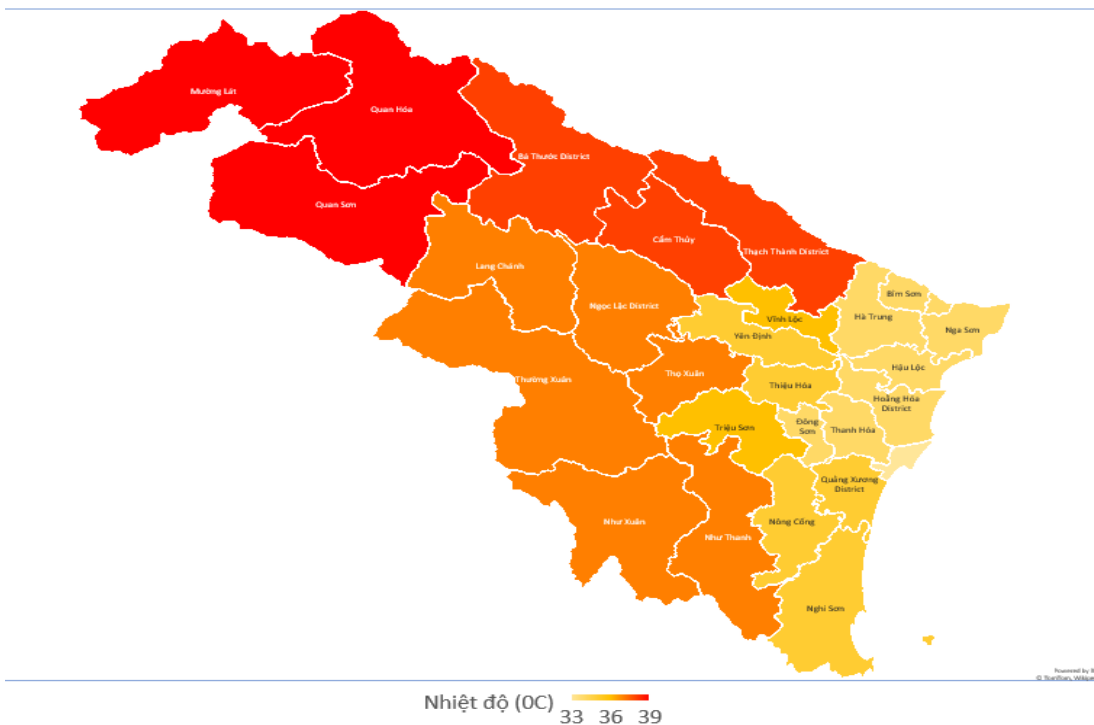 Mường Lát
Quan Hóa
Bá Thước District
Quan Sơn
Cẩm Thủy
Thạch Thành District
Lang Chánh
Bỉm Sơn
Ngọc Lặc District
Vĩnh Lộc
Hà Trung
Nga Sơn
Yên Định
Hậu Lộc
Thường Xuân
Thọ Xuân
Thiệu Hóa
Hoằng Hóa
District
Triệu Sơn
Đông
Sơn
Thanh Hóa
Quảng Xương
District
Như Xuân
Như Thanh
Nông Cống
Nghi Sơn
Powered by
© TomTom,
Nhiệt độ (0C)
33 36 39